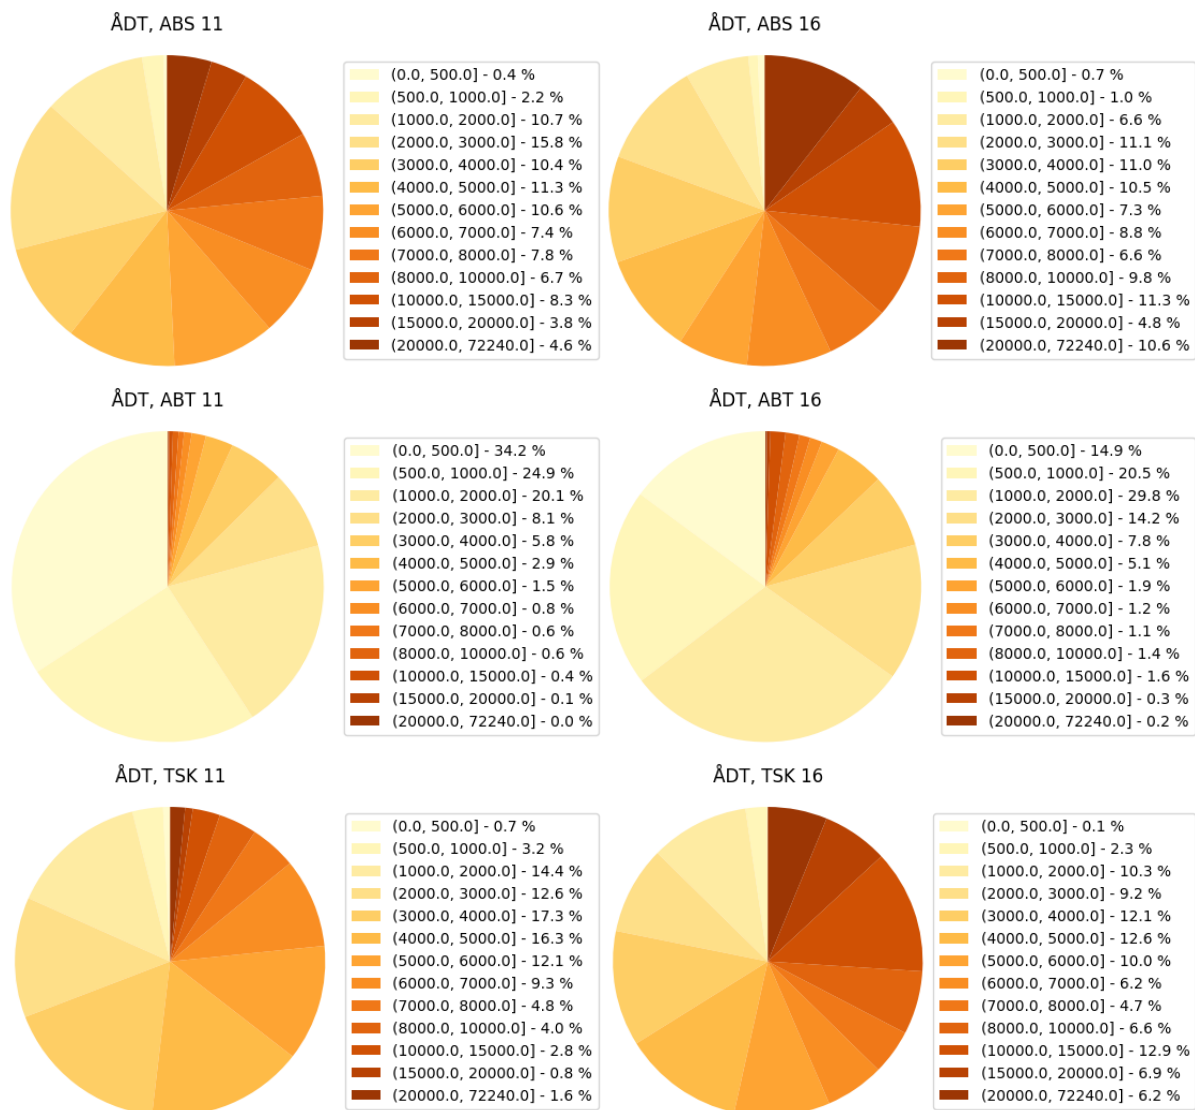 ÅDT, ABS 11
(0.0, 500.0] - 0.4 %
(500.0, 1000.0] - 2.2 %
(1000.0, 2000.0] - 10.7 %
(2000.0, 3000.0] - 15.8 %
(3000.0, 4000.0] - 10.4 %
(4000.0, 5000.0] - 11.3 %
(5000.0, 6000.0] - 10.6 %
(6000.0, 7000.0] - 7.4 %
(7000.0, 8000.0] - 7.8 %
(8000.0, 10000.0] - 6.7 %
(10000.0, 15000.0] - 8.3 %
(15000.0, 20000.0] - 3.8 %
(20000.0, 72240.0] - 4.6 %
ÅDT, ABS 16
(0.0, 500.0] - 0.7 %
(500.0, 1000.0] - 1.0 %
(1000.0, 2000.0] - 6.6 %
(2000.0, 3000.0] - 11.1 %
(3000.0, 4000.0] - 11.0 %
(4000.0, 5000.0] - 10.5 %
(5000.0, 6000.0] - 7.3 %
(6000.0, 7000.0] - 8.8 %
(7000.0, 8000.0] - 6.6 %
(8000.0, 10000.0] - 9.8 %
(10000.0, 15000.0] - 11.3 %
(15000.0, 20000.0] - 4.8 %
(20000.0, 72240.0] - 10.6 %
ÅDT, ABT 11
(0.0, 500.0] - 34.2 %
(500.0, 1000.0] - 24.9 %
(1000.0, 2000.0] - 20.1 %
(2000.0, 3000.0] - 8.1 %
(3000.0, 4000.0] - 5.8 %
(4000.0, 5000.0] - 2.9 %
(5000.0, 6000.0] - 1.5 %
(6000.0, 7000.0] - 0.8 %
(7000.0, 8000.0] - 0.6 %
(8000.0, 10000.0] - 0.6 %
(10000.0, 15000.0] - 0.4 %
(15000.0, 20000.0] - 0.1 %
(20000.0, 72240.0] - 0.0 %
ÅDT, ABT 16
(0.0, 500.0] - 14.9 %
(500.0, 1000.0] - 20.5 %
(1000.0, 2000.0] - 29.8 %
(2000.0, 3000.0] - 14.2 %
(3000.0, 4000.0] - 7.8 %
(4000.0, 5000.0] - 5.1 %
(5000.0, 6000.0] - 1.9 %
(6000.0, 7000.0] - 1.2 %
(7000.0, 8000.0] - 1.1 %
(8000.0, 10000.0] - 1.4 %
(10000.0, 15000.0] - 1.6 %
(15000.0, 20000.0] - 0.3 %
(20000.0, 72240.0] - 0.2 %
ÅDT, TSK 11
(0.0, 500.0] - 0.7 %
(500.0, 1000.0] - 3.2 %
(1000.0, 2000.0] - 14.4 %
(2000.0, 3000.0] - 12.6 %
(3000.0, 4000.0] - 17.3 %
(4000.0, 5000.0] - 16.3 %
(5000.0, 6000.0] - 12.1 %
(6000.0, 7000.0] - 9.3 %
(7000.0, 8000.0] - 4.8 %
(8000.0, 10000.0] - 4.0 %
(10000.0, 15000.0] - 2.8 %
(15000.0, 20000.0] - 0.8 %
(20000.0, 72240.0] - 1.6 %
ÅDT, TSK 16
(0.0, 500.0] - 0.1 %
(500.0, 1000.0] - 2.3 %
(1000.0, 2000.0] - 10.3 %
(2000.0, 3000.0] - 9.2 %
(3000.0, 4000.0] - 12.1 %
(4000.0, 5000.0] - 12.6 %
(5000.0, 6000.0] - 10.0 %
(6000.0, 7000.0] - 6.2 %
(7000.0, 8000.0] - 4.7 %
(8000.0, 10000.0] - 6.6 %
(10000.0, 15000.0] - 12.9 %
(15000.0, 20000.0] - 6.9 %
(20000.0, 72240.0] - 6.2 %